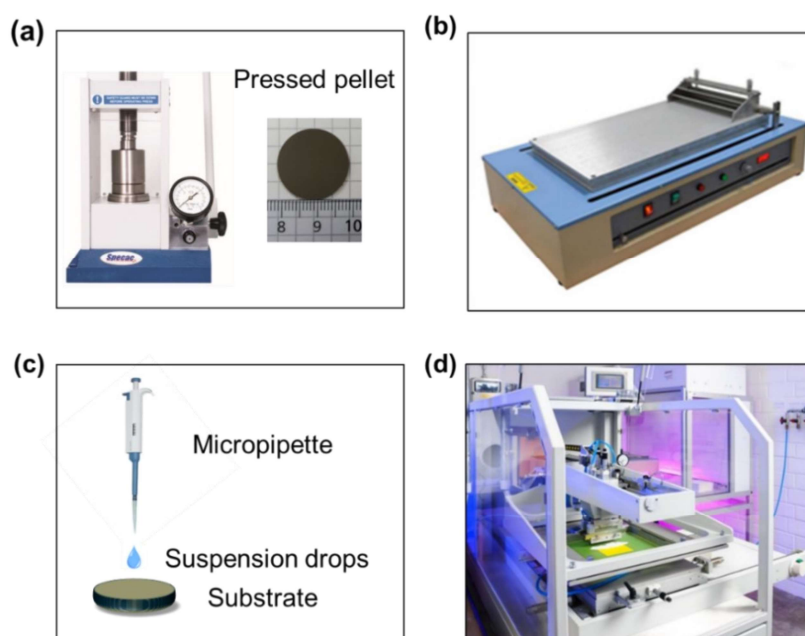 (a)
Pressed pellet
Specac
8 9 10
(b)
(c)
Micropipette
Suspension drops
Substrate
(d)